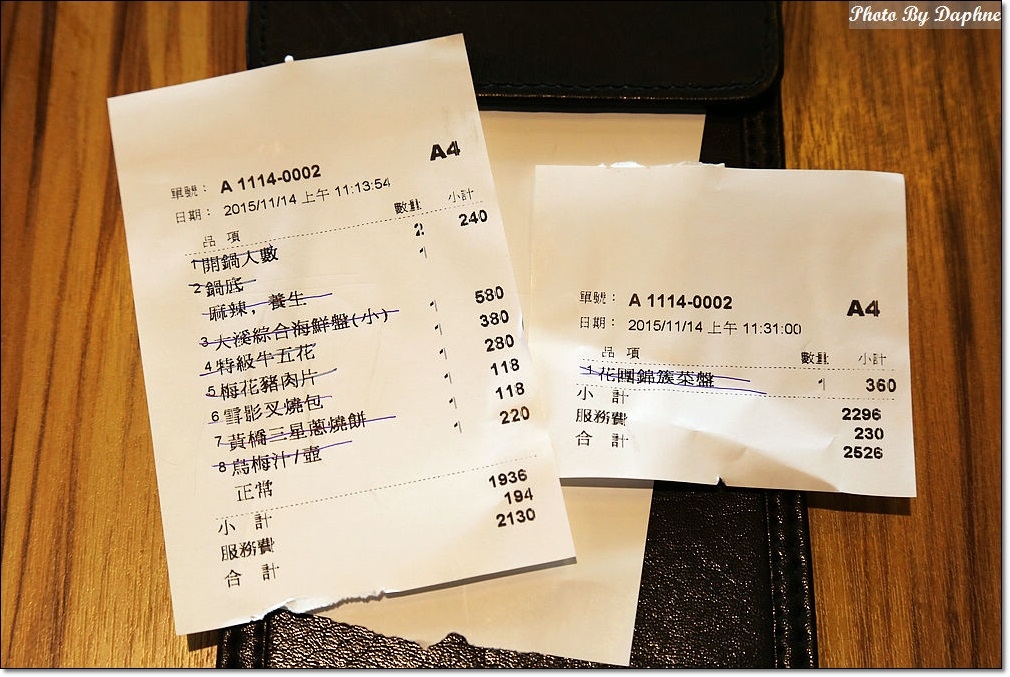 Photo By Daphne
A4
單號： A 1114-0002
日期： 2015/11/14 上午 11:13:54
品 項 數量 小計
1 開鍋人數 2 240
2 鍋底 1
麻辣, 養生
3 大溪綜合海鮮盤(小) 1 580
4 特級牛五花 1 380
5 梅花豬肉片 1 280
6 雪影叉燒包 1 118
7 黃橋三星蔥燒餅 1 118
8 烏梅汁/壺 1 220
正常
小 計 1936
服務費 194
合 計 2130
單號： A 1114-0002 A4
日期： 2015/11/14 上午 11:31:00
品 項 數量 小計
1 花團錦簇菜盤 1 360
小 計 2296
服務費 230
合 計 2526